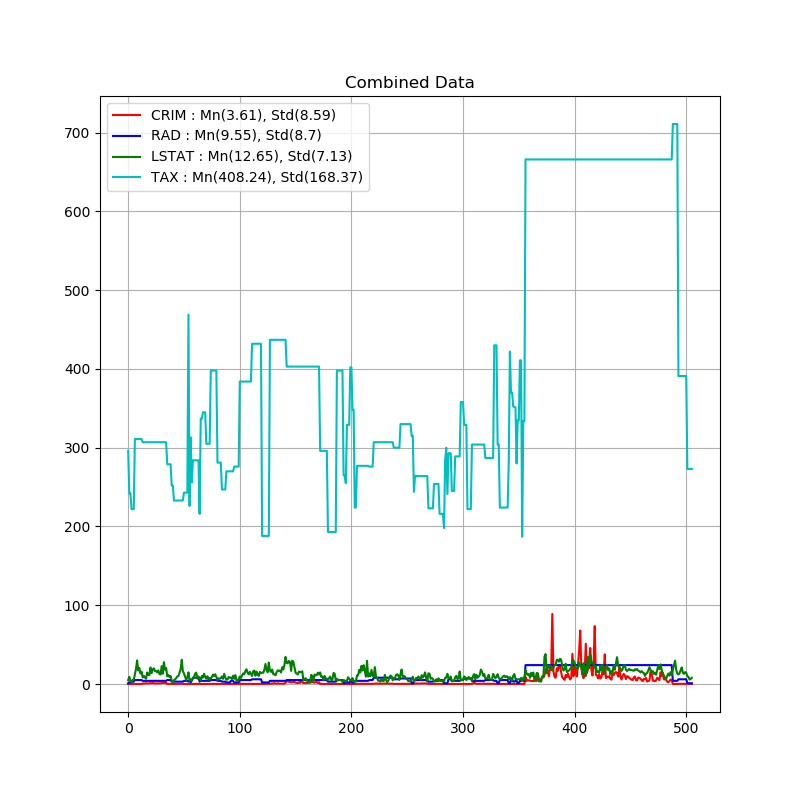 Combined Data
CRIM : Mn(3.61), Std(8.59)
RAD : Mn(9.55), Std(8.7)
LSTAT : Mn(12.65), Std(7.13)
TAX : Mn(408.24), Std(168.37)
700
600
500
400
300
200
100
0
0 100 200 300 400 500